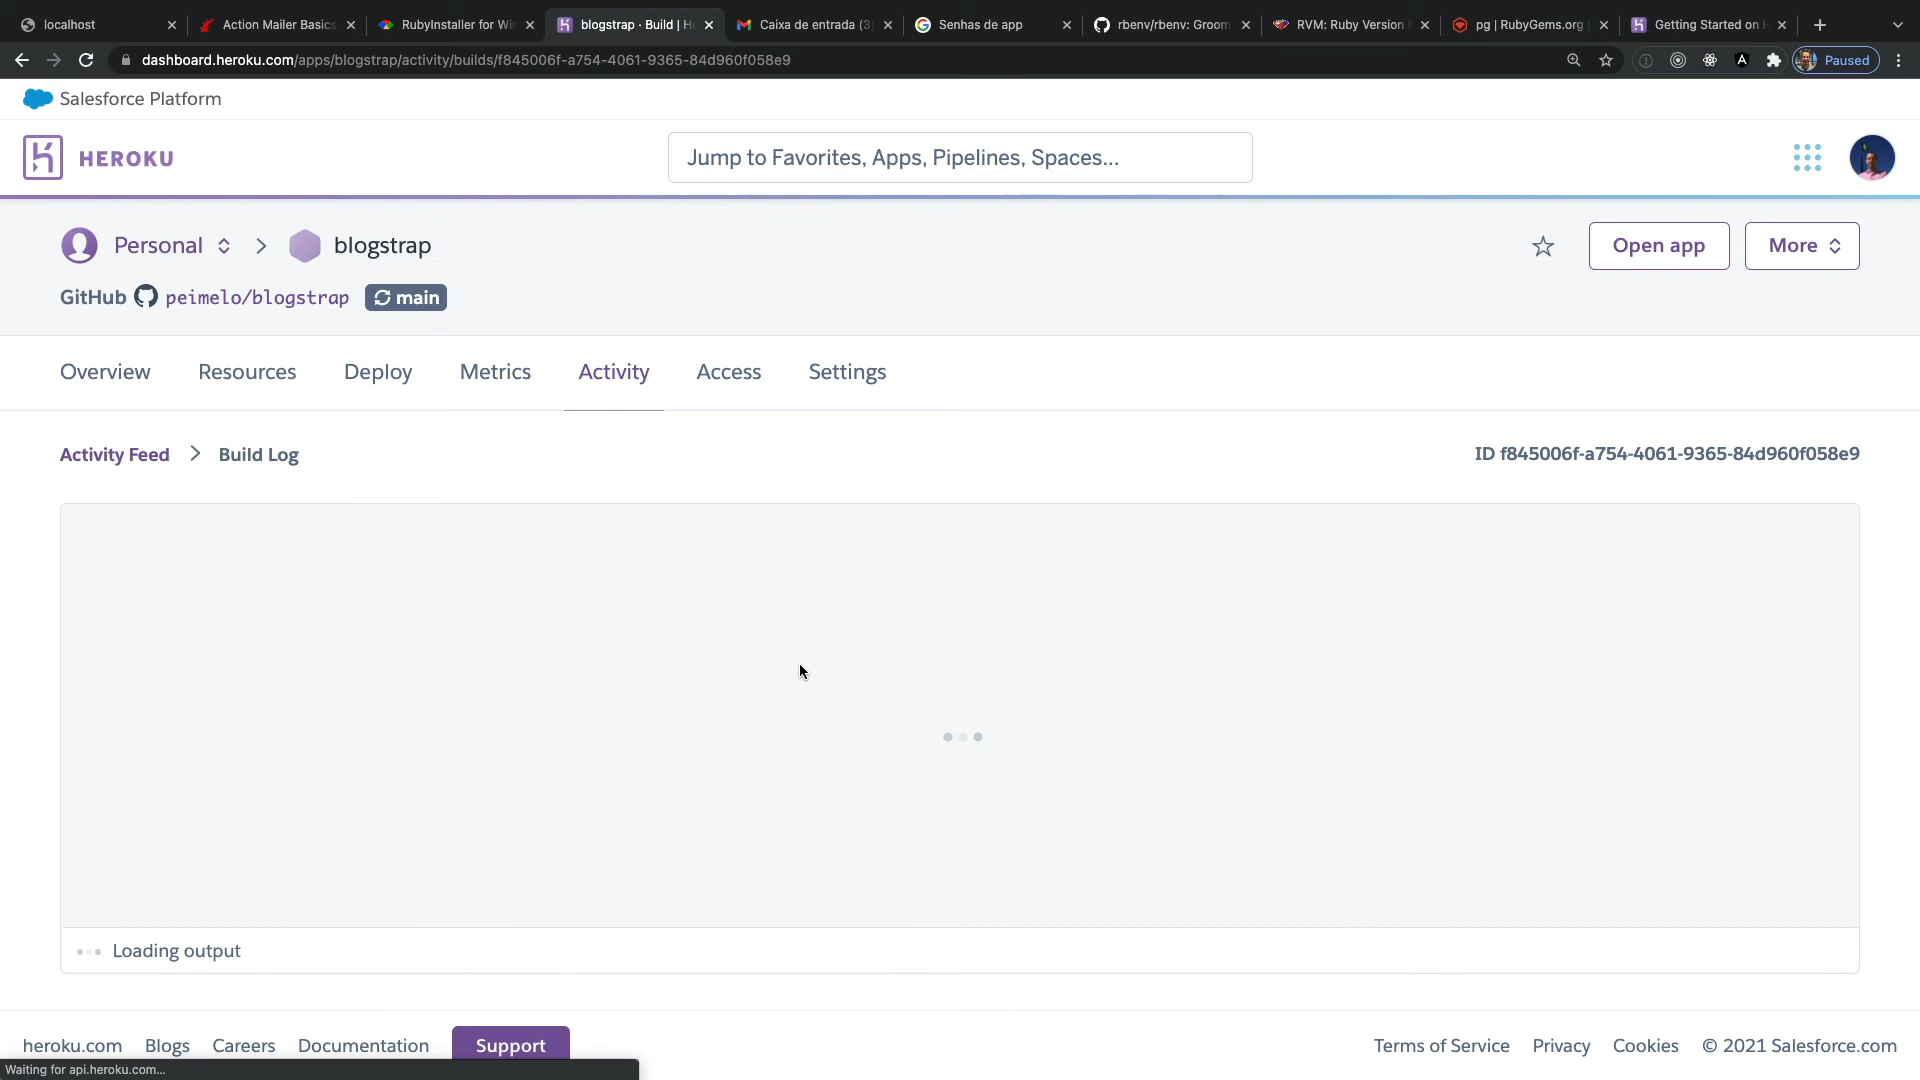 localhost
Action Mailer Basics
RubyInstaller for Wi
blogstrap · Build | H
Caixa de entrada (3)
Senhas de app
rbenv/rbenv: Groom
RVM: Ruby Version
pg | RubyGems.org
Getting Started on H
dashboard.heroku.com/apps/blogstrap/activity/builds/f845006f-a754-4061-9365-84d960f058e9
Paused
Salesforce Platform
HEROKU
Jump to Favorites, Apps, Pipelines, Spaces...
Personal
blogstrap
Open app
More
GitHub peimelo/blogstrap main
Overview
Resources
Deploy
Metrics
Activity
Access
Settings
Activity Feed > Build Log
ID f845006f-a754-4061-9365-84d960f058e9
Loading output
heroku.com
Blogs
Careers
Documentation
Support
Terms of Service
Privacy
Cookies
© 2021 Salesforce.com
Waiting for api.heroku.com...